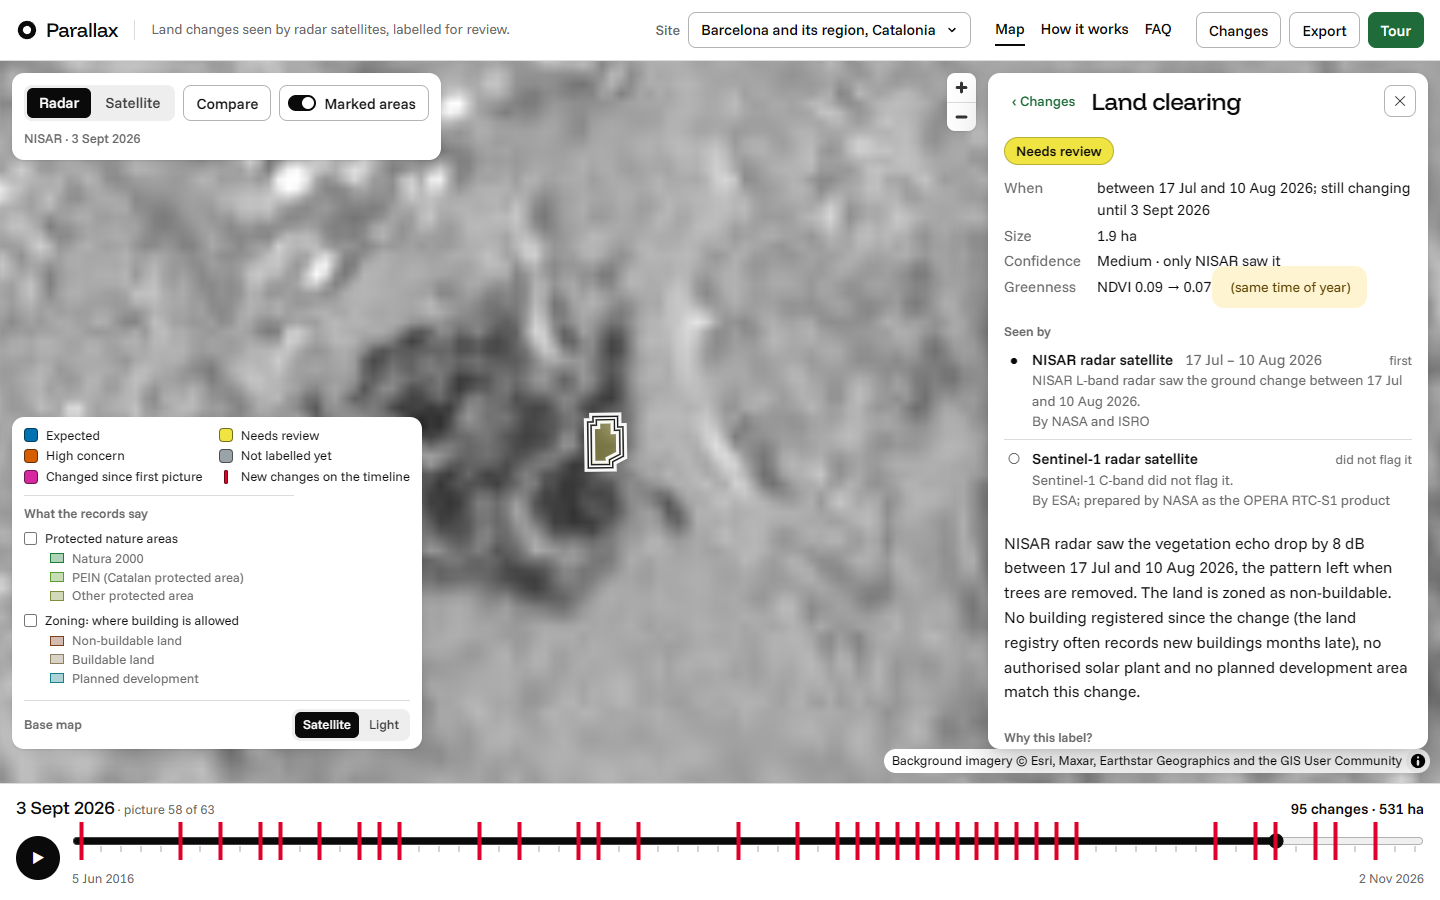 Parallax
Land changes seen by radar satellites, labelled for review.
Site
Barcelona and its region, Catalonia
Map
How it works
FAQ
Changes
Export
Tour
Radar
Satellite
Compare
Marked areas
NISAR · 3 Sept 2026
+
−
‹ Changes
Land clearing
Needs review
When
between 17 Jul and 10 Aug 2026; still changing
until 3 Sept 2026
Size
1.9 ha
Confidence
Medium · only NISAR saw it
Greenness
NDVI 0.09 → 0.07
(same time of year)
Seen by
NISAR radar satellite
17 Jul – 10 Aug 2026
first
NISAR L-band radar saw the ground change between 17 Jul
and 10 Aug 2026.
By NASA and ISRO
Sentinel-1 radar satellite
did not flag it
Sentinel-1 C-band did not flag it.
By ESA; prepared by NASA as the OPERA RTC-S1 product
NISAR radar saw the vegetation echo drop by 8 dB
between 17 Jul and 10 Aug 2026, the pattern left when
trees are removed. The land is zoned as non-buildable.
No building registered since the change (the land
registry often records new buildings months late), no
authorised solar plant and no planned development area
match this change.
Why this label?
Expected
Needs review
High concern
Not labelled yet
Changed since first picture
New changes on the timeline
What the records say
Protected nature areas
Natura 2000
PEIN (Catalan protected area)
Other protected area
Zoning: where building is allowed
Non-buildable land
Buildable land
Planned development
Base map
Satellite
Light
Background imagery © Esri, Maxar, Earthstar Geographics and the GIS User Community
3 Sept 2026 · picture 58 of 63
95 changes · 531 ha
5 Jun 2016
2 Nov 2026